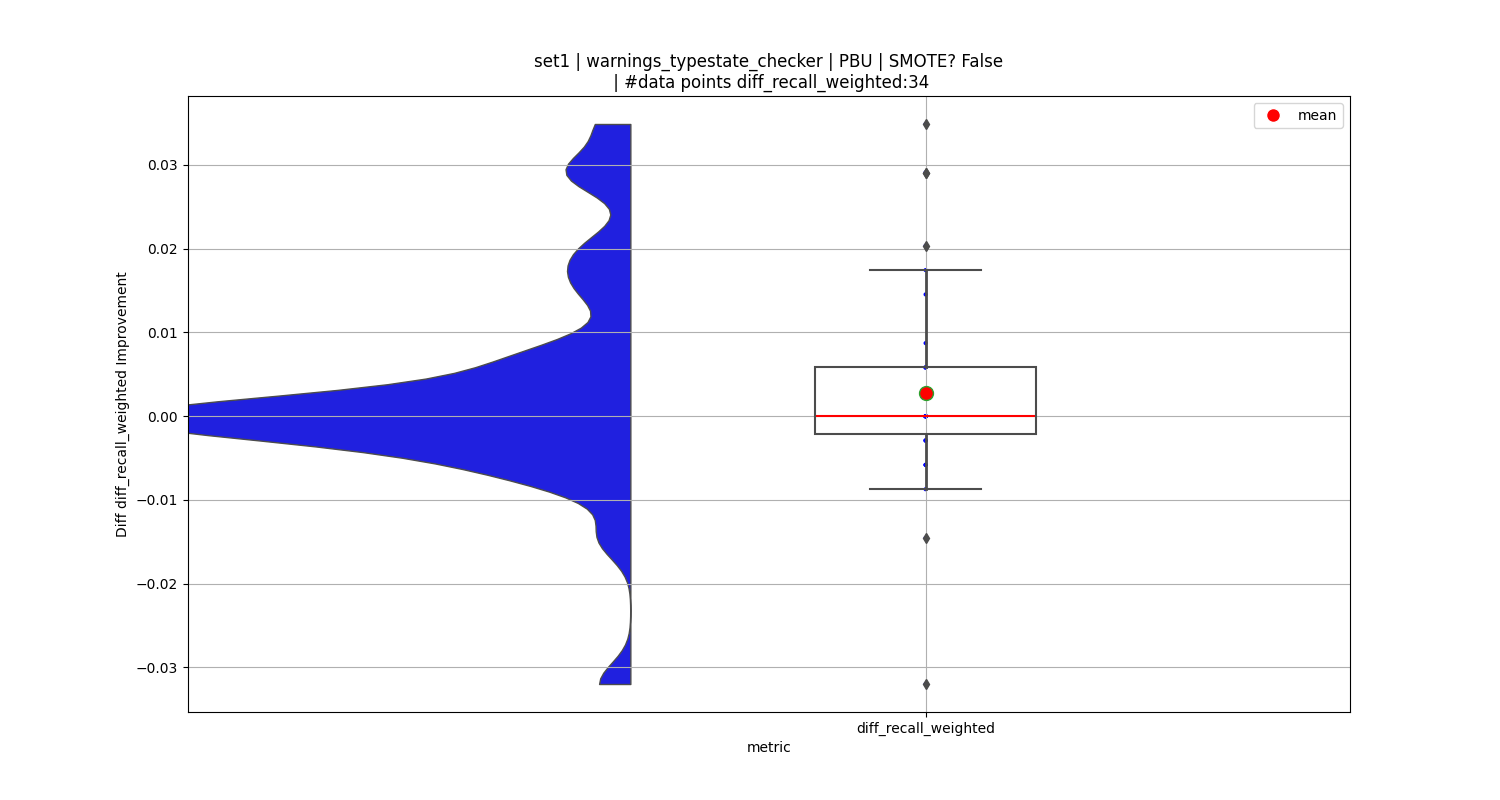 set1 | warnings_typestate_checker | PBU | SMOTE? False
| #data points diff_recall_weighted:34
mean
0.03
0.02
0.01
0.00
−0.01
−0.02
−0.03
Diff diff_recall_weighted Improvement
diff_recall_weighted
metric